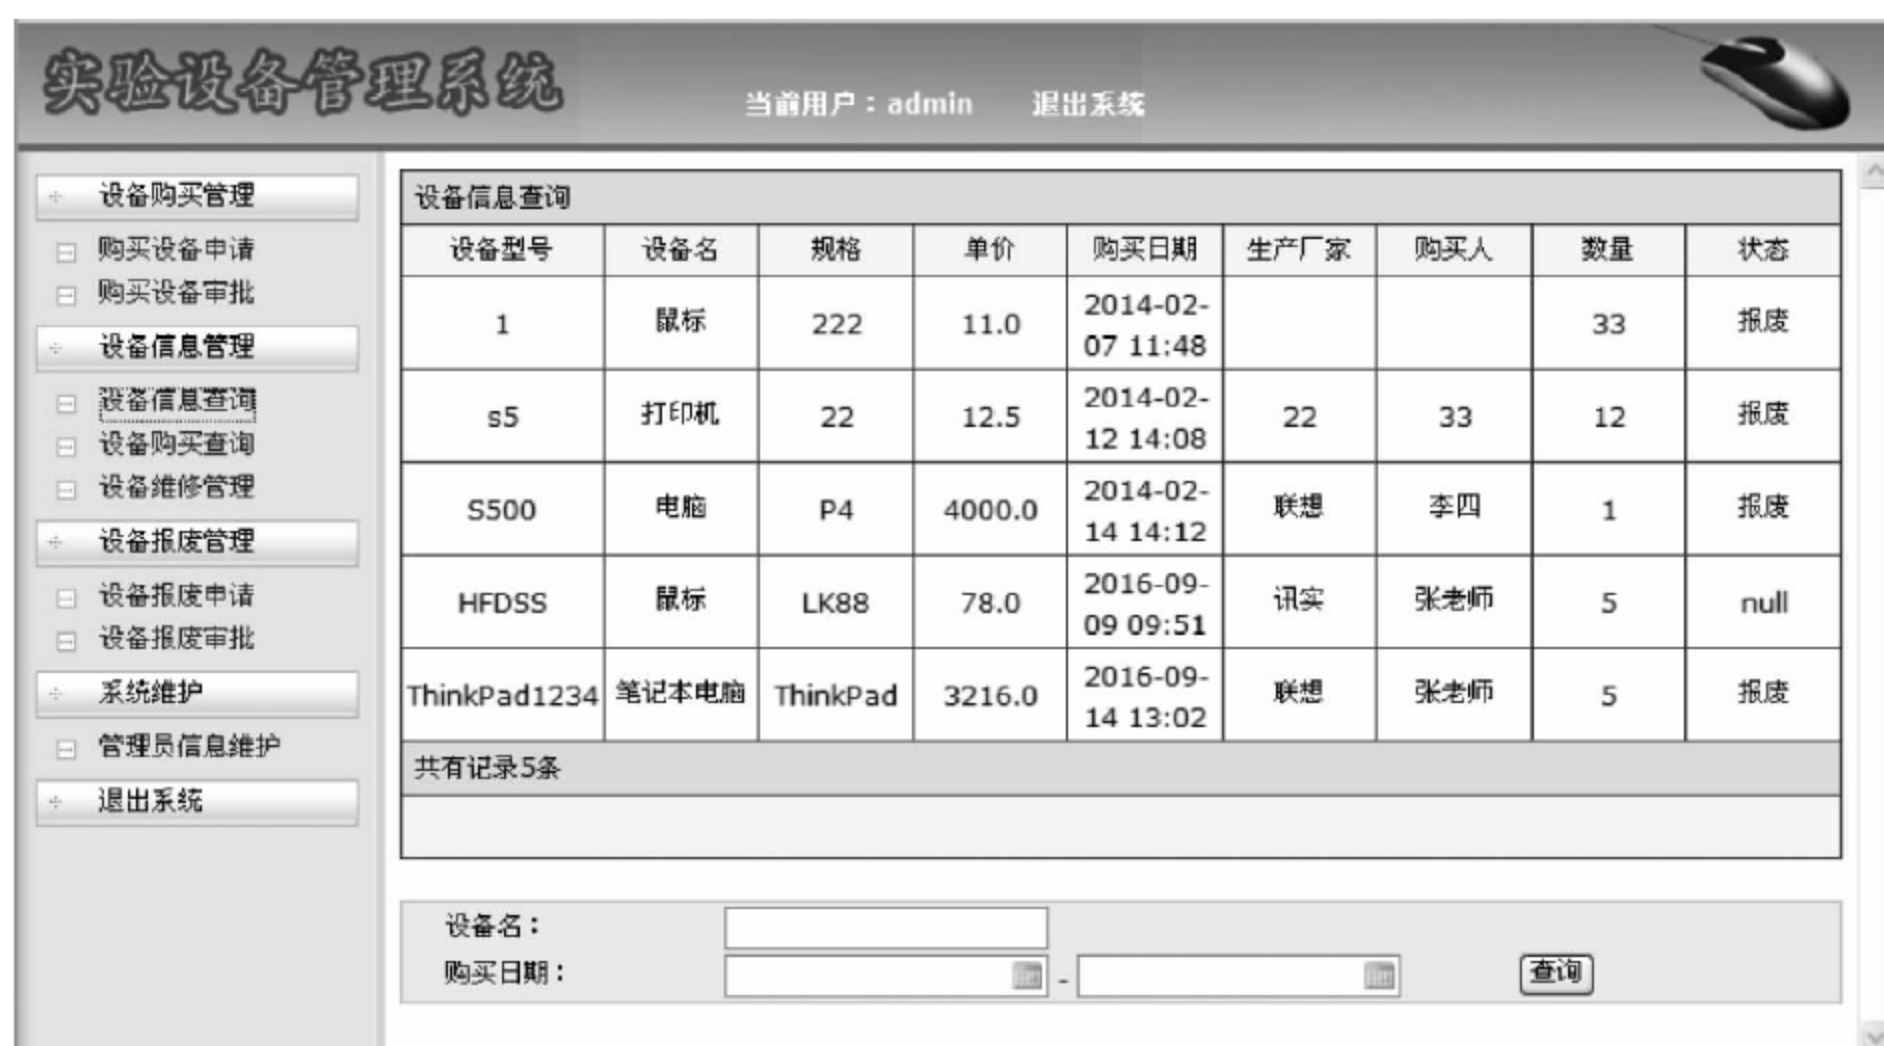 实验设备管理系统
当前用户：admin 退出系统
设备购买管理
购买设备申请
购买设备审批
设备信息管理
设备信息查询
设备购买查询
设备维修管理
设备报废管理
设备报废申请
设备报废审批
系统维护
管理员信息维护
退出系统
设备信息查询
设备型号 设备名 规格 单价 购买日期 生产厂家 购买人 数量 状态
1 鼠标 222 11.0 2014-02-
07 11:48 33 报废
s5 打印机 22 12.5 2014-02-
12 14:08 22 33 12 报废
S500 电脑 P4 4000.0 2014-02-
14 14:12 联想 李四 1 报废
HFDSS 鼠标 LK88 78.0 2016-09-
09 09:51 讯实 张老师 5 null
ThinkPad1234 笔记本电脑 ThinkPad 3216.0 2016-09-
14 13:02 联想 张老师 5 报废
共有记录5条
设备名：
购买日期： - 查询